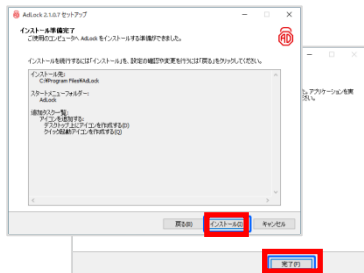 AdLock 2.1.0.7 セットアップ
インストール準備完了
ご使用のコンピュータへ AdLock をインストールする準備ができました。
インストールを続行するには「インストール」を、設定の確認や変更を行うには「戻る」をクリックしてください。
インストール先:
C:\Program Files\AdLock
スタートメニューフォルダー:
AdLock
追加タスク一覧:
アイコンを追加する:
デスクトップ上にアイコンを作成する(D)
クイック起動アイコンを作成する(Q)
戻る(B)
インストール(I)
キャンセル
た。アプリケーションを実
さい。
完了(F)